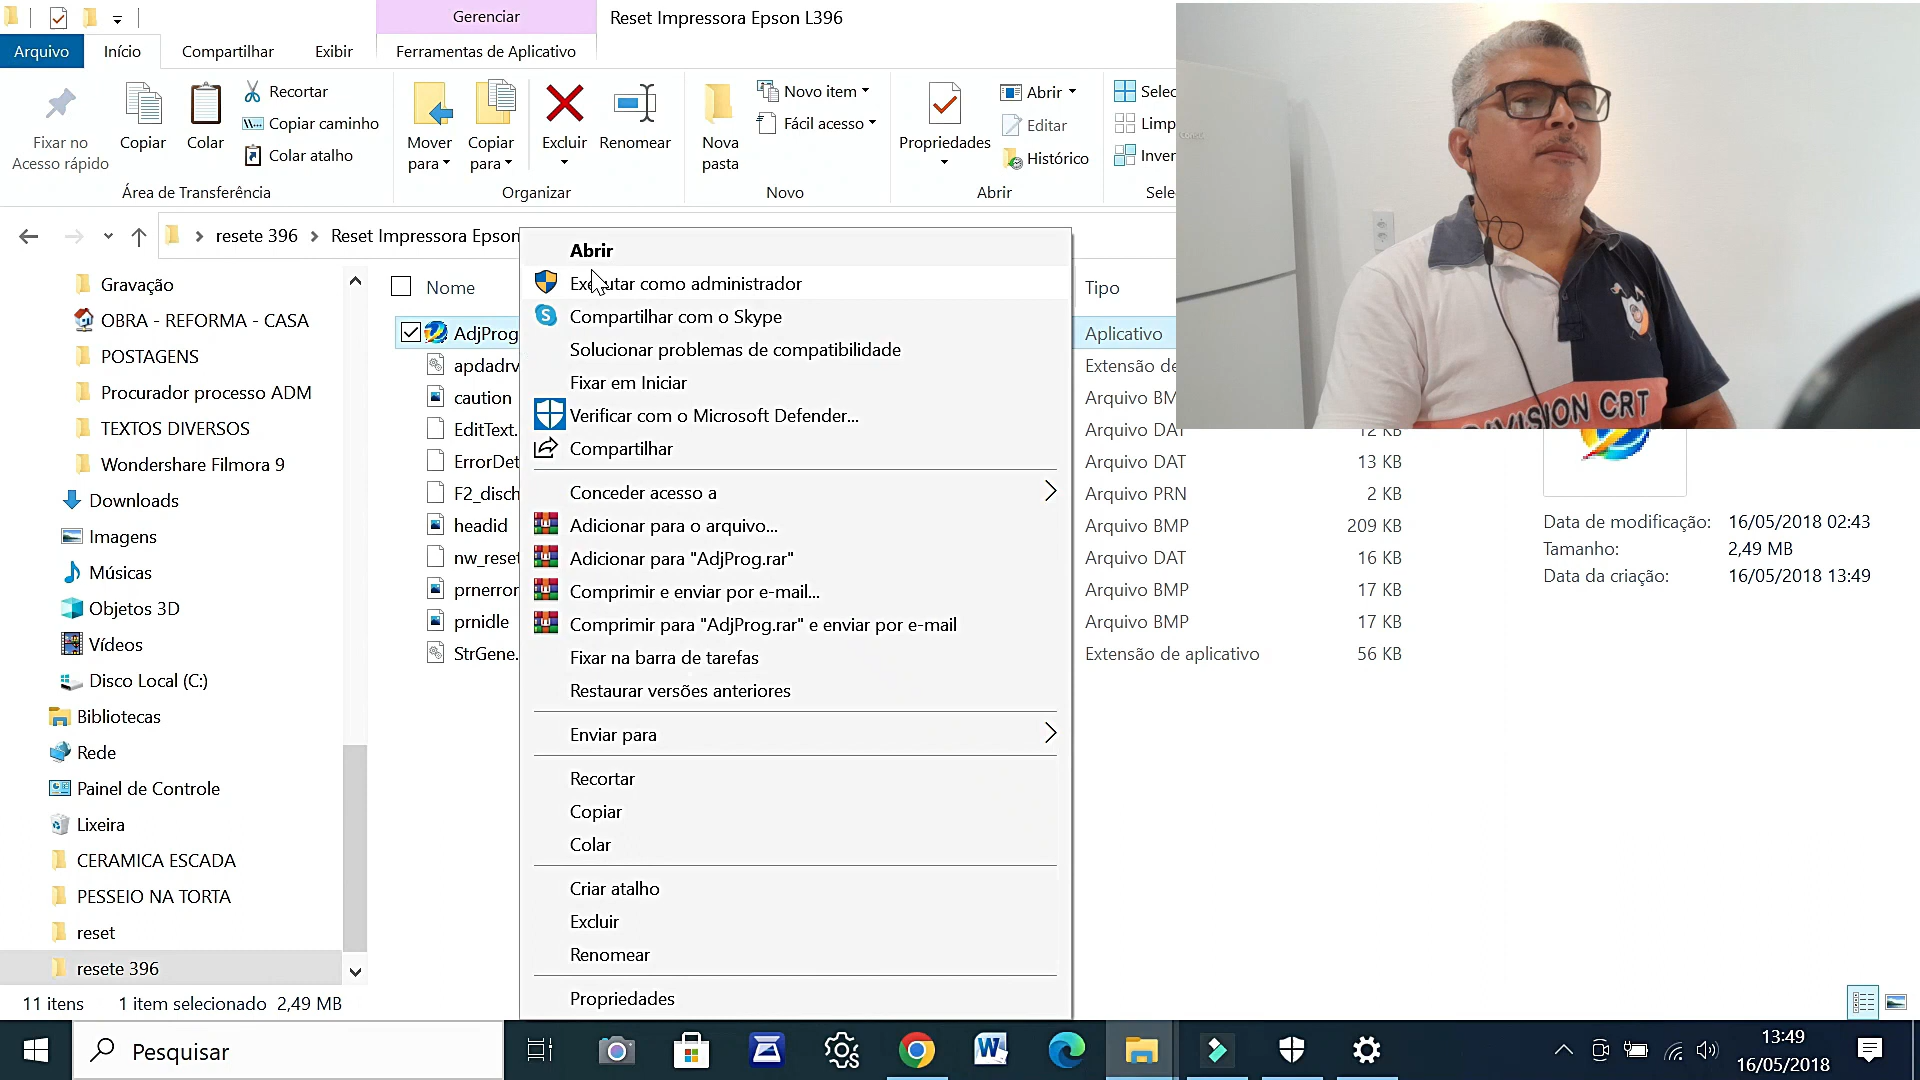 Gerenciar
Reset Impressora Epson L396
Arquivo
Início
Compartilhar
Exibir
Ferramentas de Aplicativo
Fixar no
Acesso rápido
Copiar
Colar
Recortar
Copiar caminho
Colar atalho
Área de Transferência
Mover
para
Copiar
para
Excluir
Renomear
Organizar
Nova
pasta
Novo item
Fácil acesso
Novo
Propriedades
Abrir
Editar
Histórico
Abrir
Selec
Limp
Inver
Sele
resete 396
Reset Impressora Epson
Gravação
OBRA - REFORMA - CASA
POSTAGENS
Procurador processo ADM
TEXTOS DIVERSOS
Wondershare Filmora 9
Downloads
Imagens
Músicas
Objetos 3D
Vídeos
Disco Local (C:)
Bibliotecas
Rede
Painel de Controle
Lixeira
CERAMICA ESCADA
PESSEIO NA TORTA
reset
resete 396
Nome
Tipo
AdjProg
Aplicativo
apdadrv
Extensão de
caution
Arquivo BM
EditText.
Arquivo DAT
12 KB
ErrorDet
Arquivo DAT
13 KB
F2_disch
Arquivo PRN
2 KB
headid
Arquivo BMP
209 KB
nw_reset
Arquivo DAT
16 KB
prnerror
Arquivo BMP
17 KB
prnidle
Arquivo BMP
17 KB
StrGene.
Extensão de aplicativo
56 KB
Abrir
Executar como administrador
Compartilhar com o Skype
Solucionar problemas de compatibilidade
Fixar em Iniciar
Verificar com o Microsoft Defender...
Compartilhar
Conceder acesso a
Adicionar para o arquivo...
Adicionar para "AdjProg.rar"
Comprimir e enviar por e-mail...
Comprimir para "AdjProg.rar" e enviar por e-mail
Fixar na barra de tarefas
Restaurar versões anteriores
Enviar para
Recortar
Copiar
Colar
Criar atalho
Excluir
Renomear
Propriedades
DIVISION CRT
Data de modificação: 16/05/2018 02:43
Tamanho: 2,49 MB
Data da criação: 16/05/2018 13:49
11 itens
1 item selecionado 2,49 MB
Pesquisar
13:49
16/05/2018